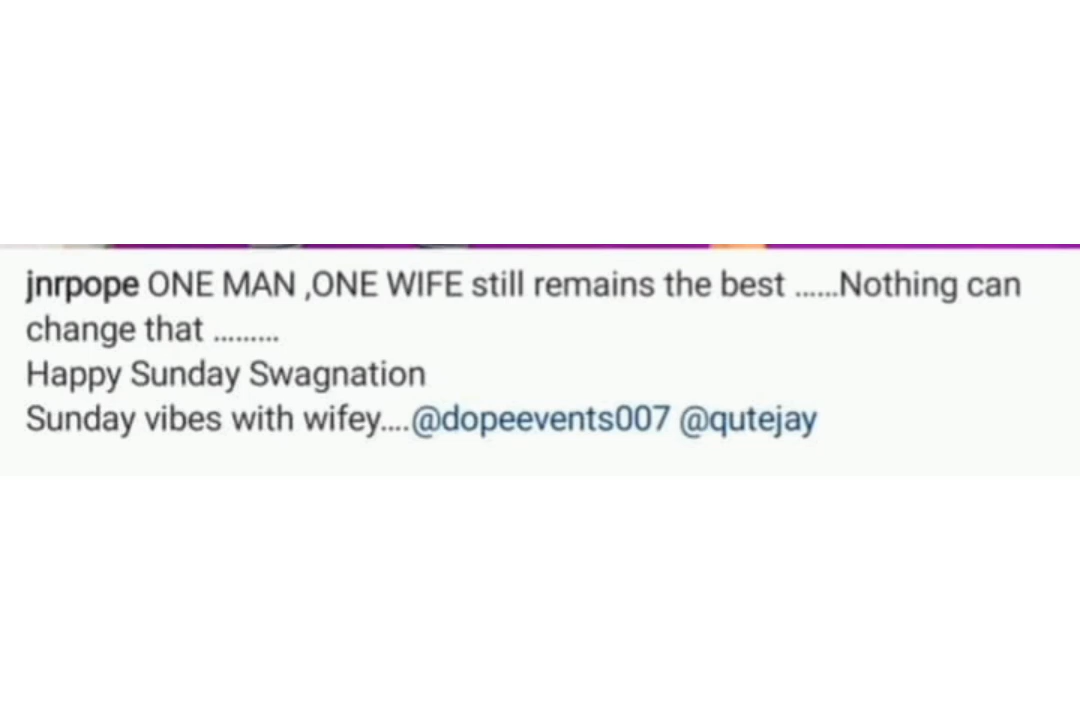 jnrpope ONE MAN ,ONE WIFE still remains the best ......Nothing can
change that .........
Happy Sunday Swagnation
Sunday vibes with wifey....@dopeevents007 @qutejay